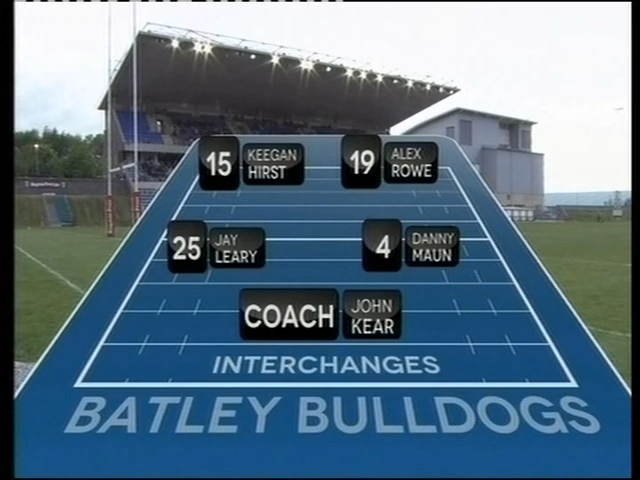 15 KEEGAN HIRST
19 ALEX ROWE
25 JAY LEARY
4 DANNY MAUN
COACH JOHN KEAR
INTERCHANGES
BATLEY BULLDOGS